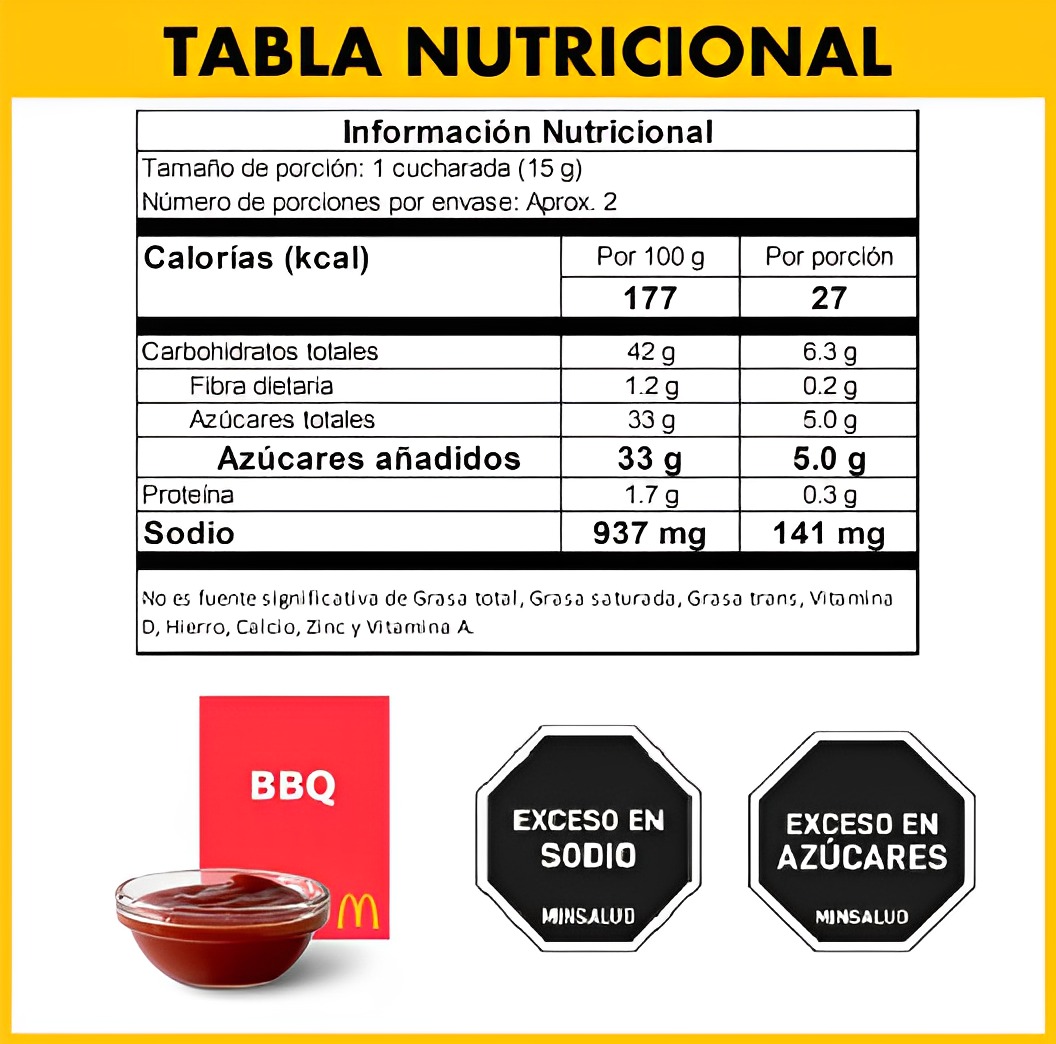 TABLA NUTRICIONAL
Información Nutricional
Tamaño de porción: 1 cucharada (15 g)
Número de porciones por envase: Aprox. 2
Calorías (kcal) Por 100 g Por porción
177 27
Carbohidratos totales 42 g 6.3 g
Fibra dietaria 1.2 g 0.2 g
Azúcares totales 33 g 5.0 g
Azúcares añadidos 33 g 5.0 g
Proteína 1.7 g 0.3 g
Sodio 937 mg 141 mg
No es fuente significativa de Grasa total, Grasa saturada, Grasa trans, Vitamina
D, Hierro, Calcio, Zinc y Vitamina A.
BBQ
M
EXCESO EN
SODIO
MINSALUD
EXCESO EN
AZÚCARES
MINSALUD